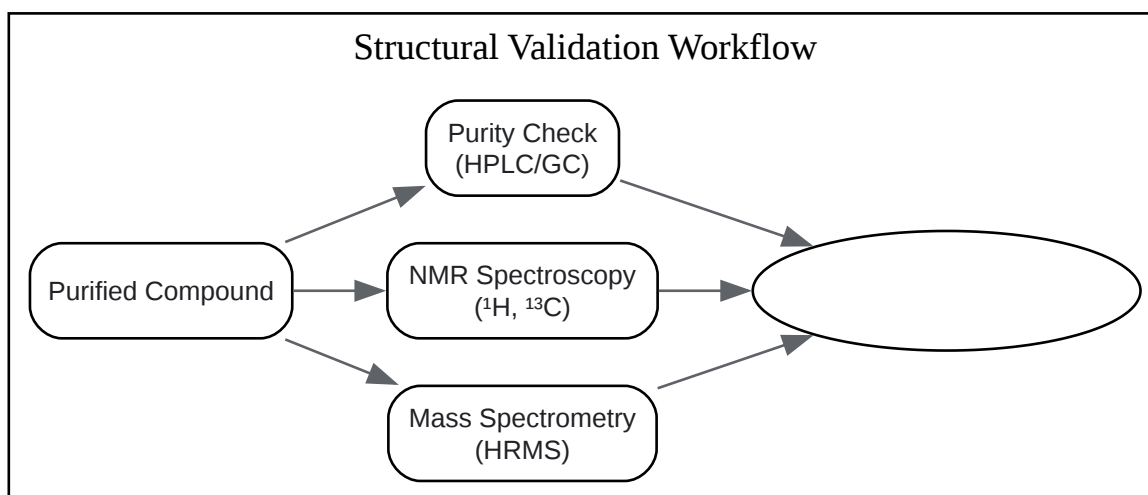 Structural Validation Workflow
Purity Check
(HPLC/GC)
Purified Compound
NMR Spectroscopy
(¹H, ¹³C)
Mass Spectrometry
(HRMS)